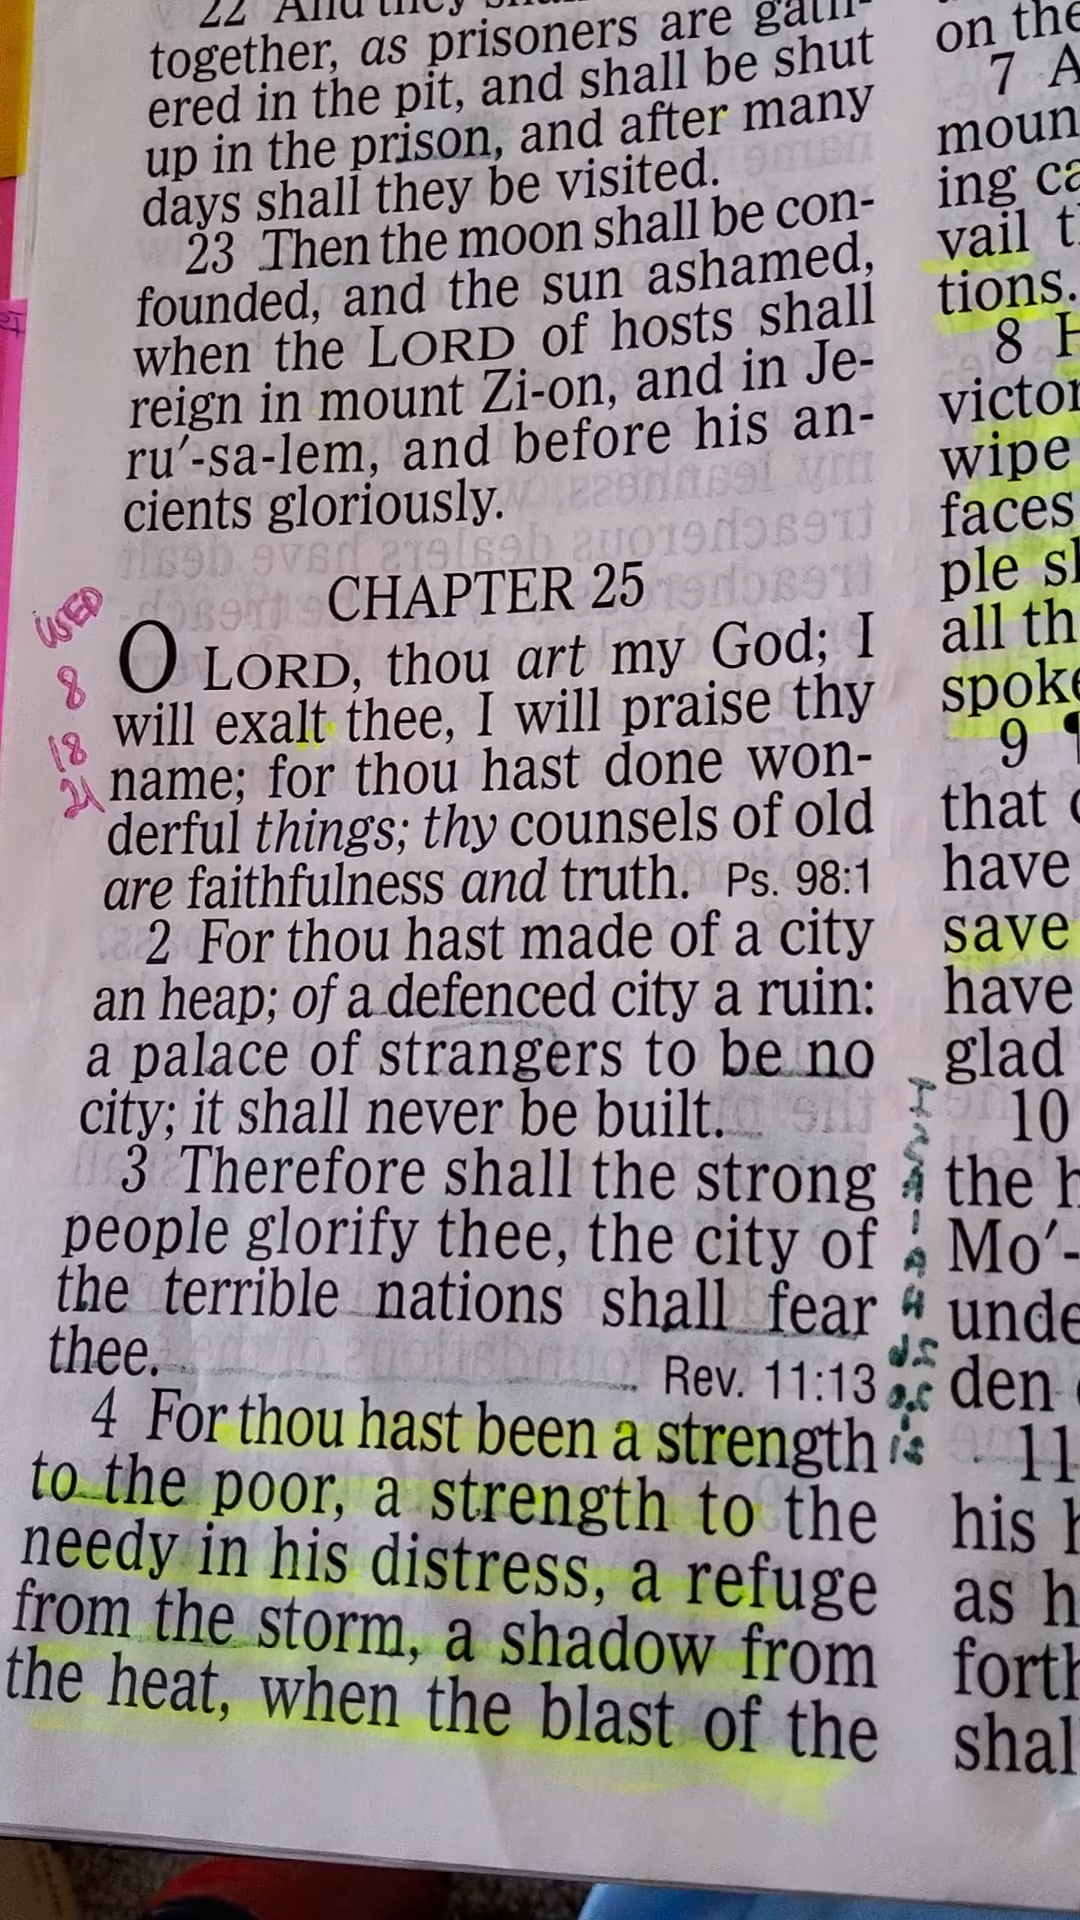 22 And they shall
together, as prisoners are gath-
ered in the pit, and shall be shut
up in the prison, and after many
days shall they be visited.
23 Then the moon shall be con-
founded, and the sun ashamed,
when the LORD of hosts shall
reign in mount Zi-on, and in Je-
ru′-sa-lem, and before his an-
cients gloriously.
CHAPTER 25
WED
8
18
21
O LORD, thou art my God; I
will exalt thee, I will praise thy
name; for thou hast done won-
derful things; thy counsels of old
are faithfulness and truth. Ps. 98:1
2 For thou hast made of a city
an heap; of a defenced city a ruin:
a palace of strangers to be no
city; it shall never be built.
3 Therefore shall the strong
people glorify thee, the city of
the terrible nations shall fear
thee. Rev. 11:13
4 For thou hast been a strength
to the poor, a strength to the
needy in his distress, a refuge
from the storm, a shadow from
the heat, when the blast of the
ISAIAH
on the
7 A
moun
ing ca
vail t
tions.
8 H
victor
wipe
faces
ple sh
all th
spoke
9 ¶
that
have
save
have
glad
10
the h
Mo′-
unde
den
11
his h
as h
forth
shal